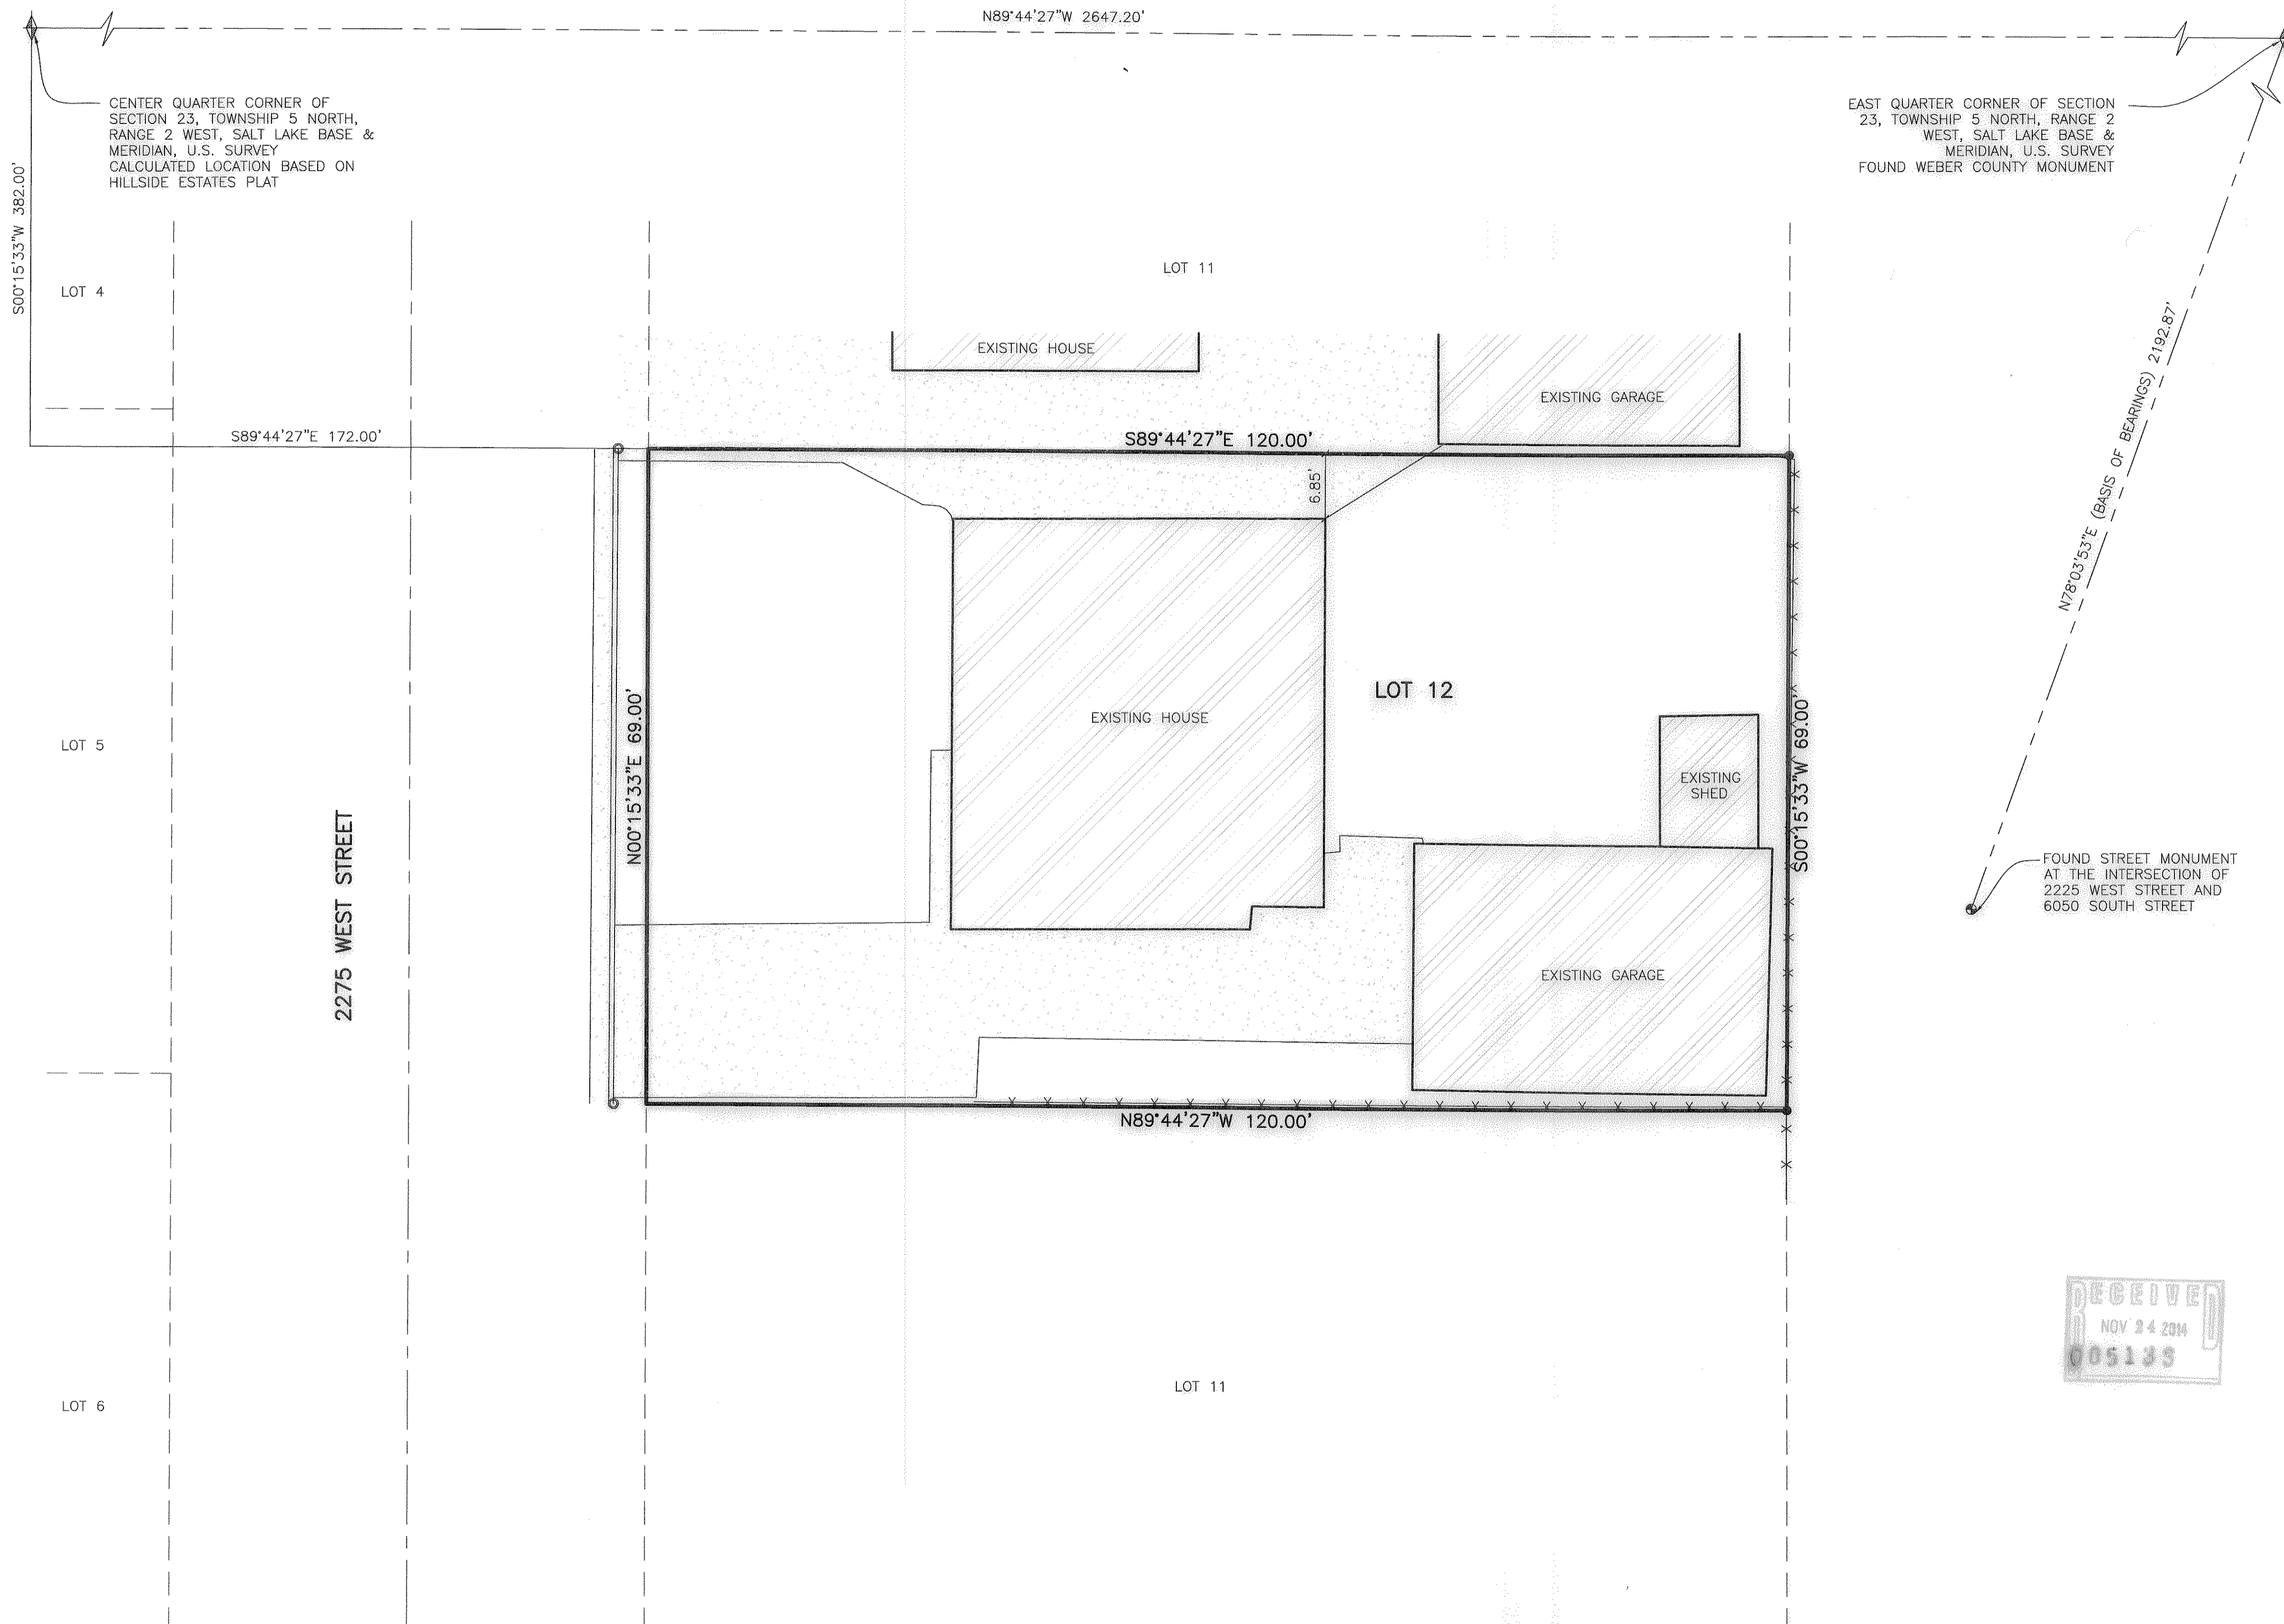 N89°44'27"W 2647.20'
CENTER QUARTER CORNER OF
SECTION 23, TOWNSHIP 5 NORTH,
RANGE 2 WEST, SALT LAKE BASE &
MERIDIAN, U.S. SURVEY
CALCULATED LOCATION BASED ON
HILLSIDE ESTATES PLAT
EAST QUARTER CORNER OF SECTION
23, TOWNSHIP 5 NORTH, RANGE 2
WEST, SALT LAKE BASE &
MERIDIAN, U.S. SURVEY
FOUND WEBER COUNTY MONUMENT
S00°15'33"W 382.00'
LOT 4
LOT 11
EXISTING HOUSE
EXISTING GARAGE
N78°03'53"E (BASIS OF BEARINGS) 2192.87'
S89°44'27"E 172.00'
S89°44'27"E 120.00'
6.85'
LOT 12
EXISTING HOUSE
LOT 5
N00°15'33"E 69.00'
S00°15'33"W 69.00'
EXISTING
SHED
2275 WEST STREET
FOUND STREET MONUMENT
AT THE INTERSECTION OF
2225 WEST STREET AND
6050 SOUTH STREET
EXISTING GARAGE
N89°44'27"W 120.00'
RECEIVED
NOV 24 2014
LOT 11
LOT 6